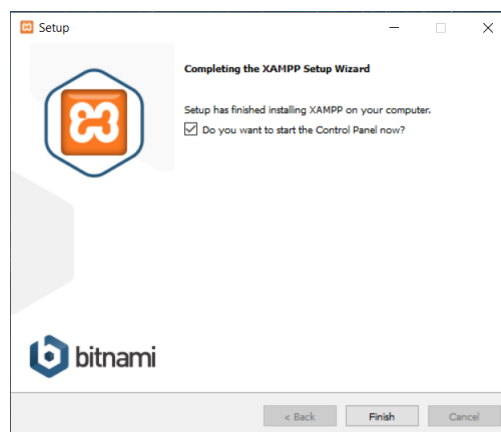 Setup
Completing the XAMPP Setup Wizard
Setup has finished installing XAMPP on your computer.
Do you want to start the Control Panel now?
bitnami
< Back
Finish
Cancel